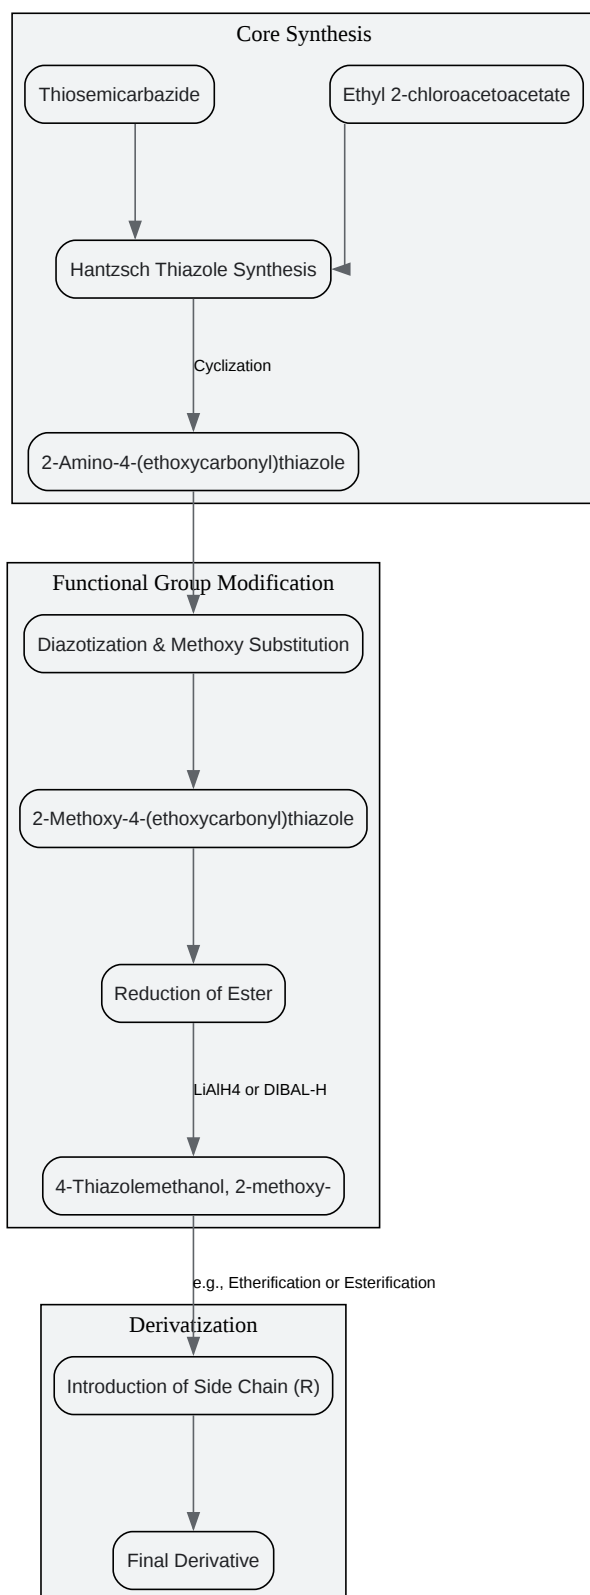 Core Synthesis
Thiosemicarbazide
Ethyl 2-chloroacetoacetate
Hantzsch Thiazole Synthesis
Cyclization
2-Amino-4-(ethoxycarbonyl)thiazole
Functional Group Modification
Diazotization & Methoxy Substitution
2-Methoxy-4-(ethoxycarbonyl)thiazole
Reduction of Ester
LiAlH4 or DIBAL-H
4-Thiazolemethanol, 2-methoxy-
e.g., Etherification or Esterification
Derivatization
Introduction of Side Chain (R)
Final Derivative